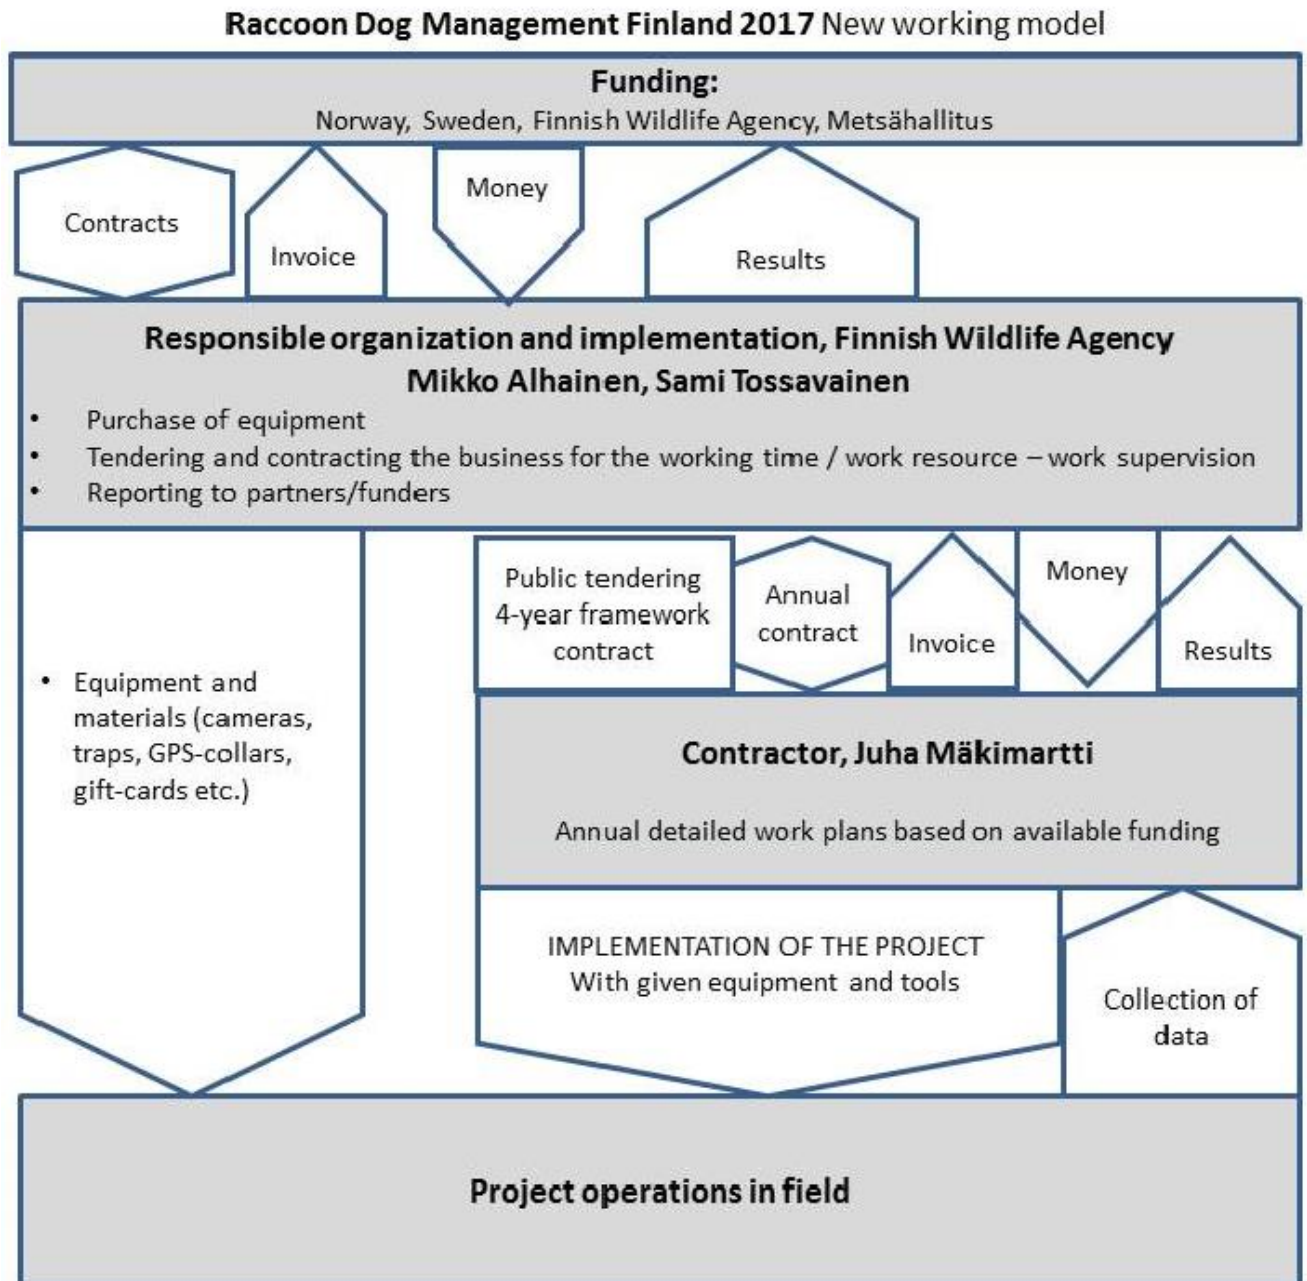 Raccoon Dog Management Finland 2017 New working model
Funding:
Norway, Sweden, Finnish Wildlife Agency, Metsähallitus
Contracts
Invoice
Money
Results
Responsible organization and implementation, Finnish Wildlife Agency
Mikko Alhainen, Sami Tossavainen
• Purchase of equipment
• Tendering and contracting the business for the working time / work resource – work supervision
• Reporting to partners/funders
• Equipment and
materials (cameras,
traps, GPS-collars,
gift-cards etc.)
Public tendering
4-year framework
contract
Annual
contract
Invoice
Money
Results
Contractor, Juha Mäkimartti
Annual detailed work plans based on available funding
IMPLEMENTATION OF THE PROJECT
With given equipment and tools
Collection of
data
Project operations in field